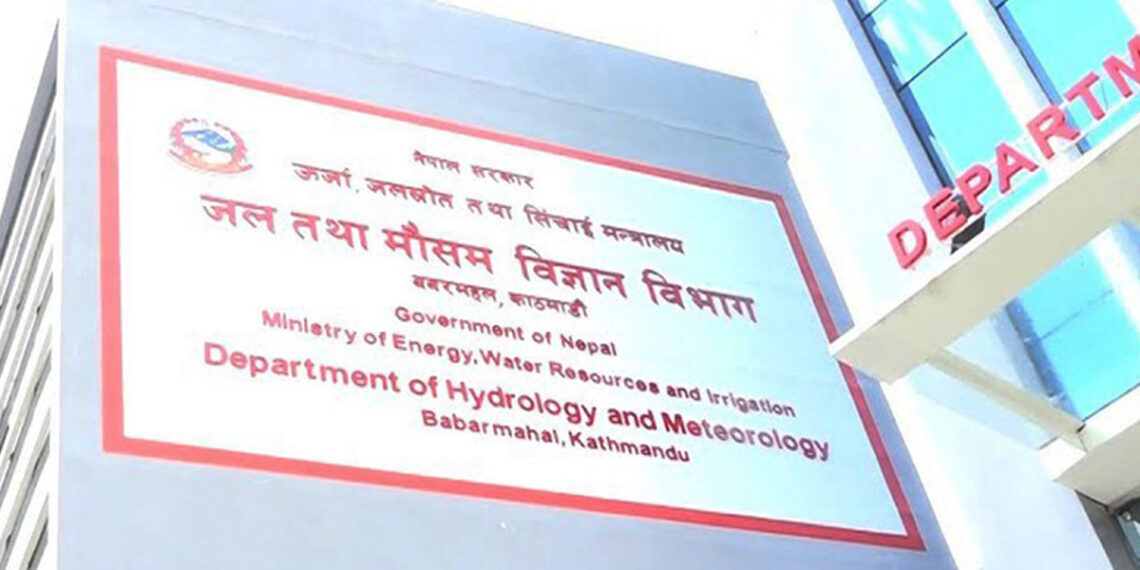 नेपाल सरकार
ऊर्जा, जलस्रोत तथा सिंचाई मन्त्रालय
जल तथा मौसम विज्ञान विभाग
बबरमहल, काठमाडौं
Government of Nepal
Ministry of Energy, Water Resources and Irrigation
Department of Hydrology and Meteorology
Babarmahal, Kathmandu
DEPARTM